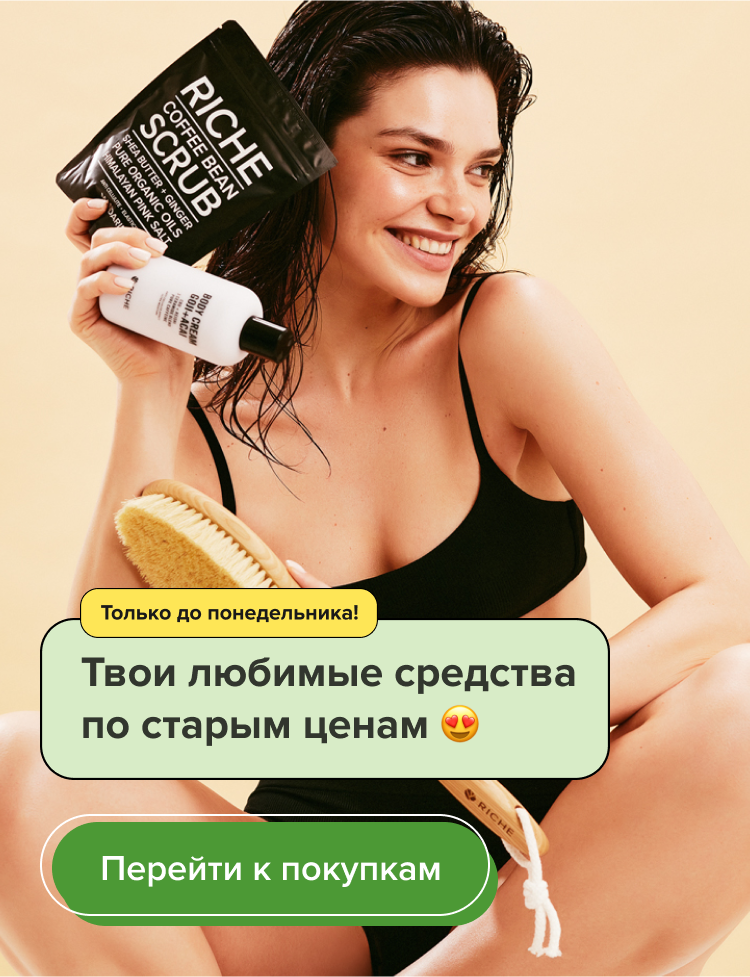 RICHE
COFFEE BEAN
SCRUB
SHEA BUTTER + GINGER
PURE ORGANIC OILS
HIMALAYAN PINK SALT
RICHE
BODY CREAM
GOJI+ACAI
Только до понедельника!
Твои любимые средства
по старым ценам 😍
RICHE
Перейти к покупкам